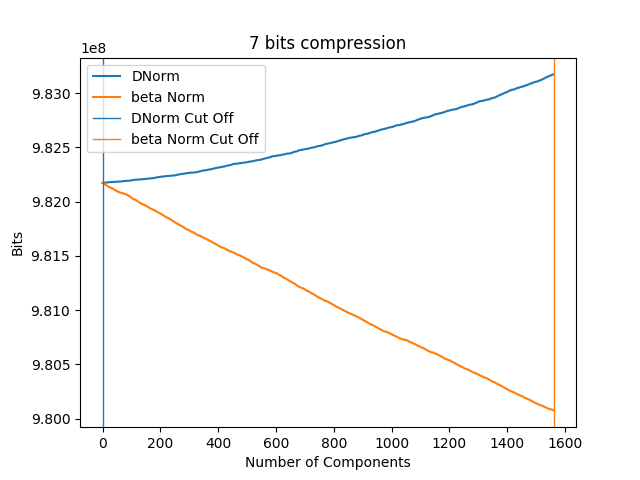 7 bits compression
1e8
DNorm
beta Norm
DNorm Cut Off
beta Norm Cut Off
9.830
9.825
9.820
9.815
9.810
9.805
9.800
Bits
0 200 400 600 800 1000 1200 1400 1600
Number of Components